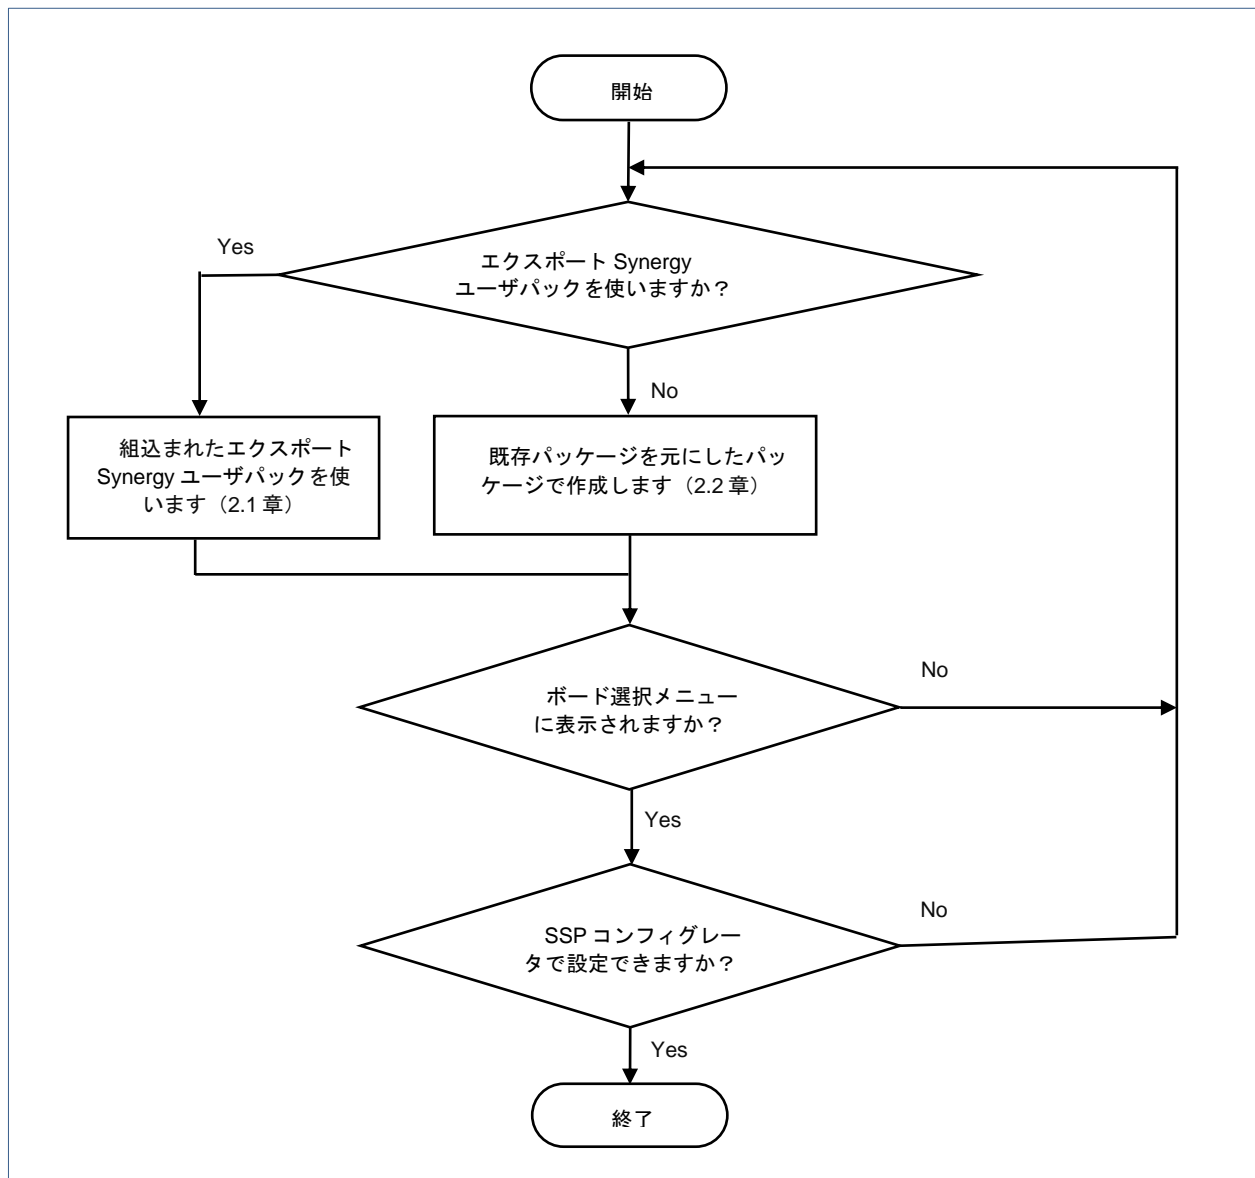 開始
Yes
エクスポート Synergy
ユーザパックを使いますか？
No
組込まれたエクスポート
Synergy ユーザパックを使
います（2.1 章）
既存パッケージを元にしたパッ
ケージで作成します（2.2 章）
ボード選択メニュー
に表示されますか？
No
Yes
SSP コンフィグレー
タで設定できますか？
No
Yes
終了